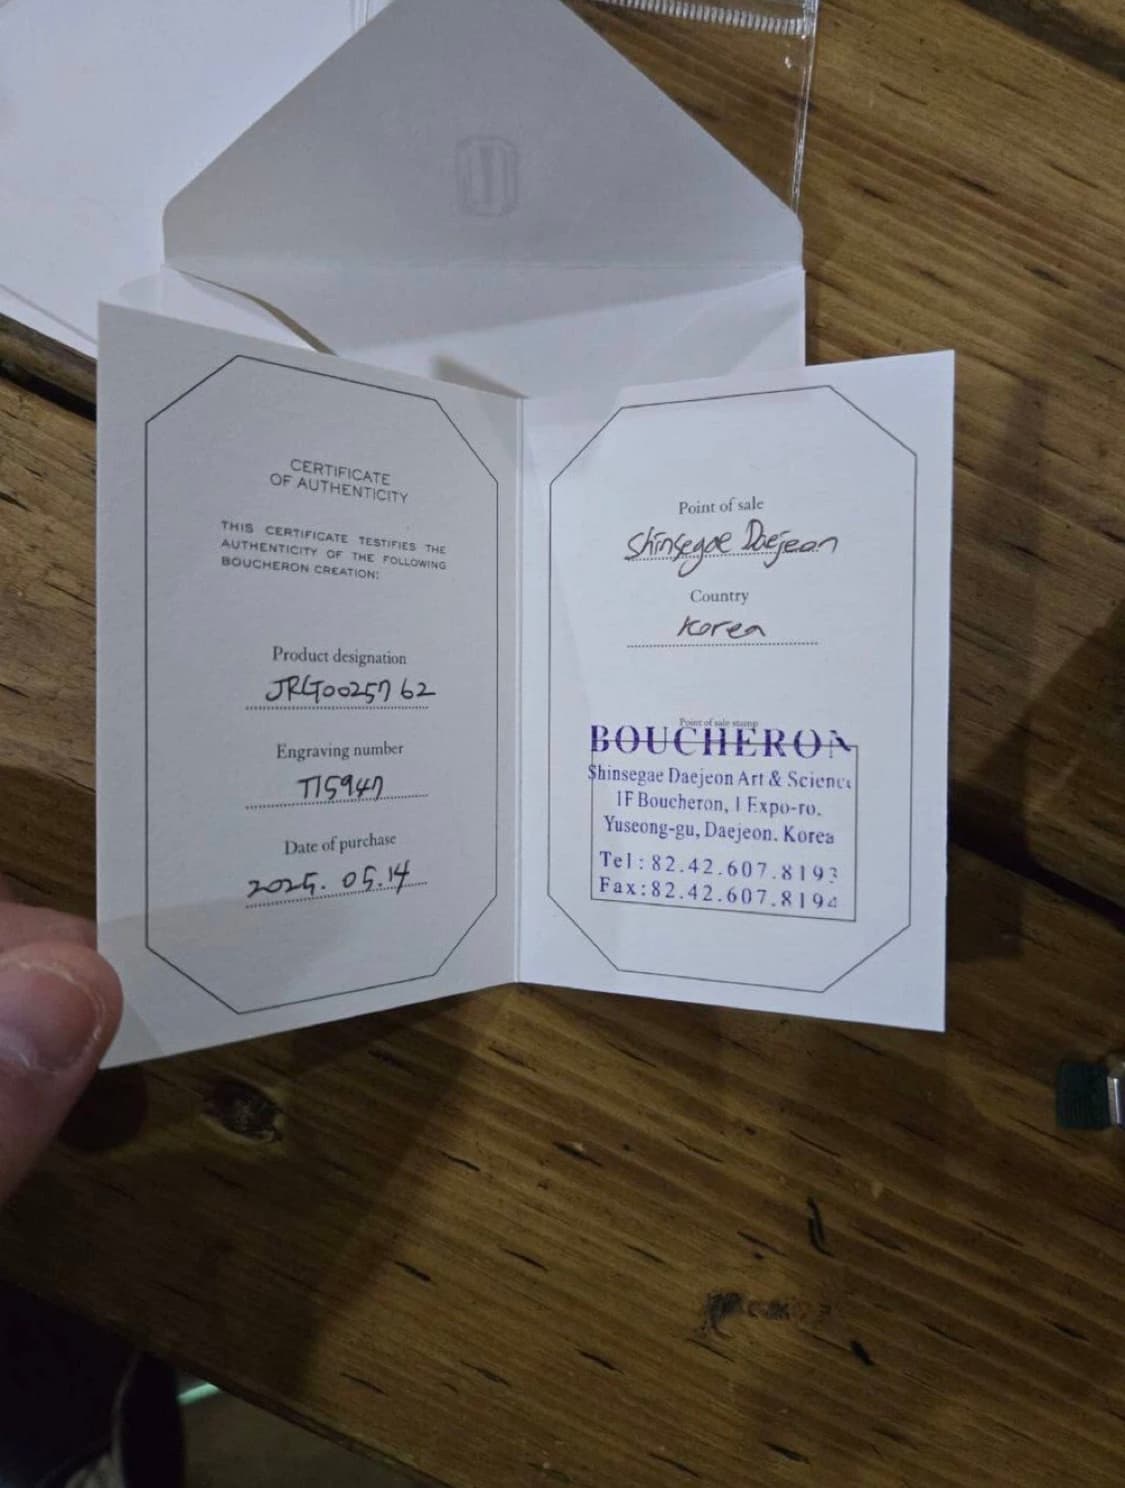 CERTIFICATE
OF AUTHENTICITY
THIS CERTIFICATE TESTIFIES THE
AUTHENTICITY OF THE FOLLOWING
BOUCHERON CREATION:
Product designation
JRG0025762
Engraving number
T15947
Date of purchase
2025. 05.14
Point of sale
Shinsegae Daejeon
Country
Korea
Point of sale stamp
BOUCHERON
Shinsegae Daejeon Art & Science
1F Boucheron, 1 Expo-ro.
Yuseong-gu, Daejeon. Korea
Tel:82.42.607.8193
Fax:82.42.607.8194